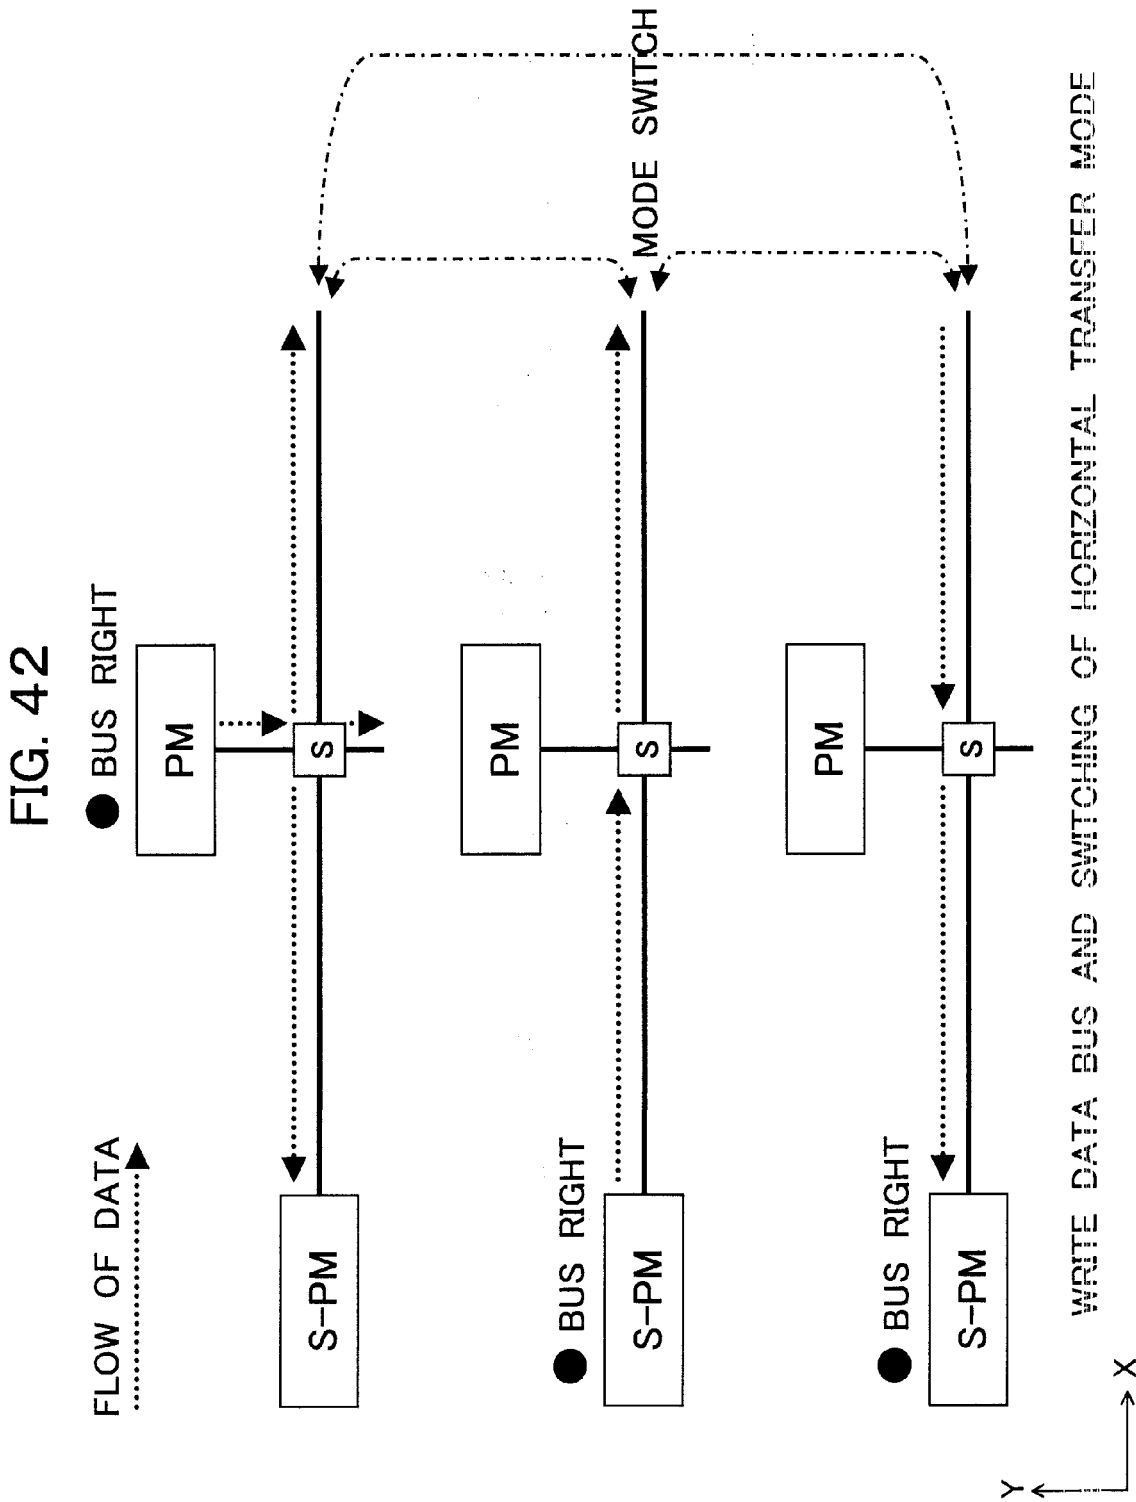 FIG. 42
FLOW OF DATA
● BUS RIGHT
PM
S-PM
S
MODE SWITCH
PM
● BUS RIGHT
S-PM
S
PM
● BUS RIGHT
S-PM
S
WRITE DATA BUS AND SWITCHING OF HORIZONTAL TRANSFER MODE
Y
X